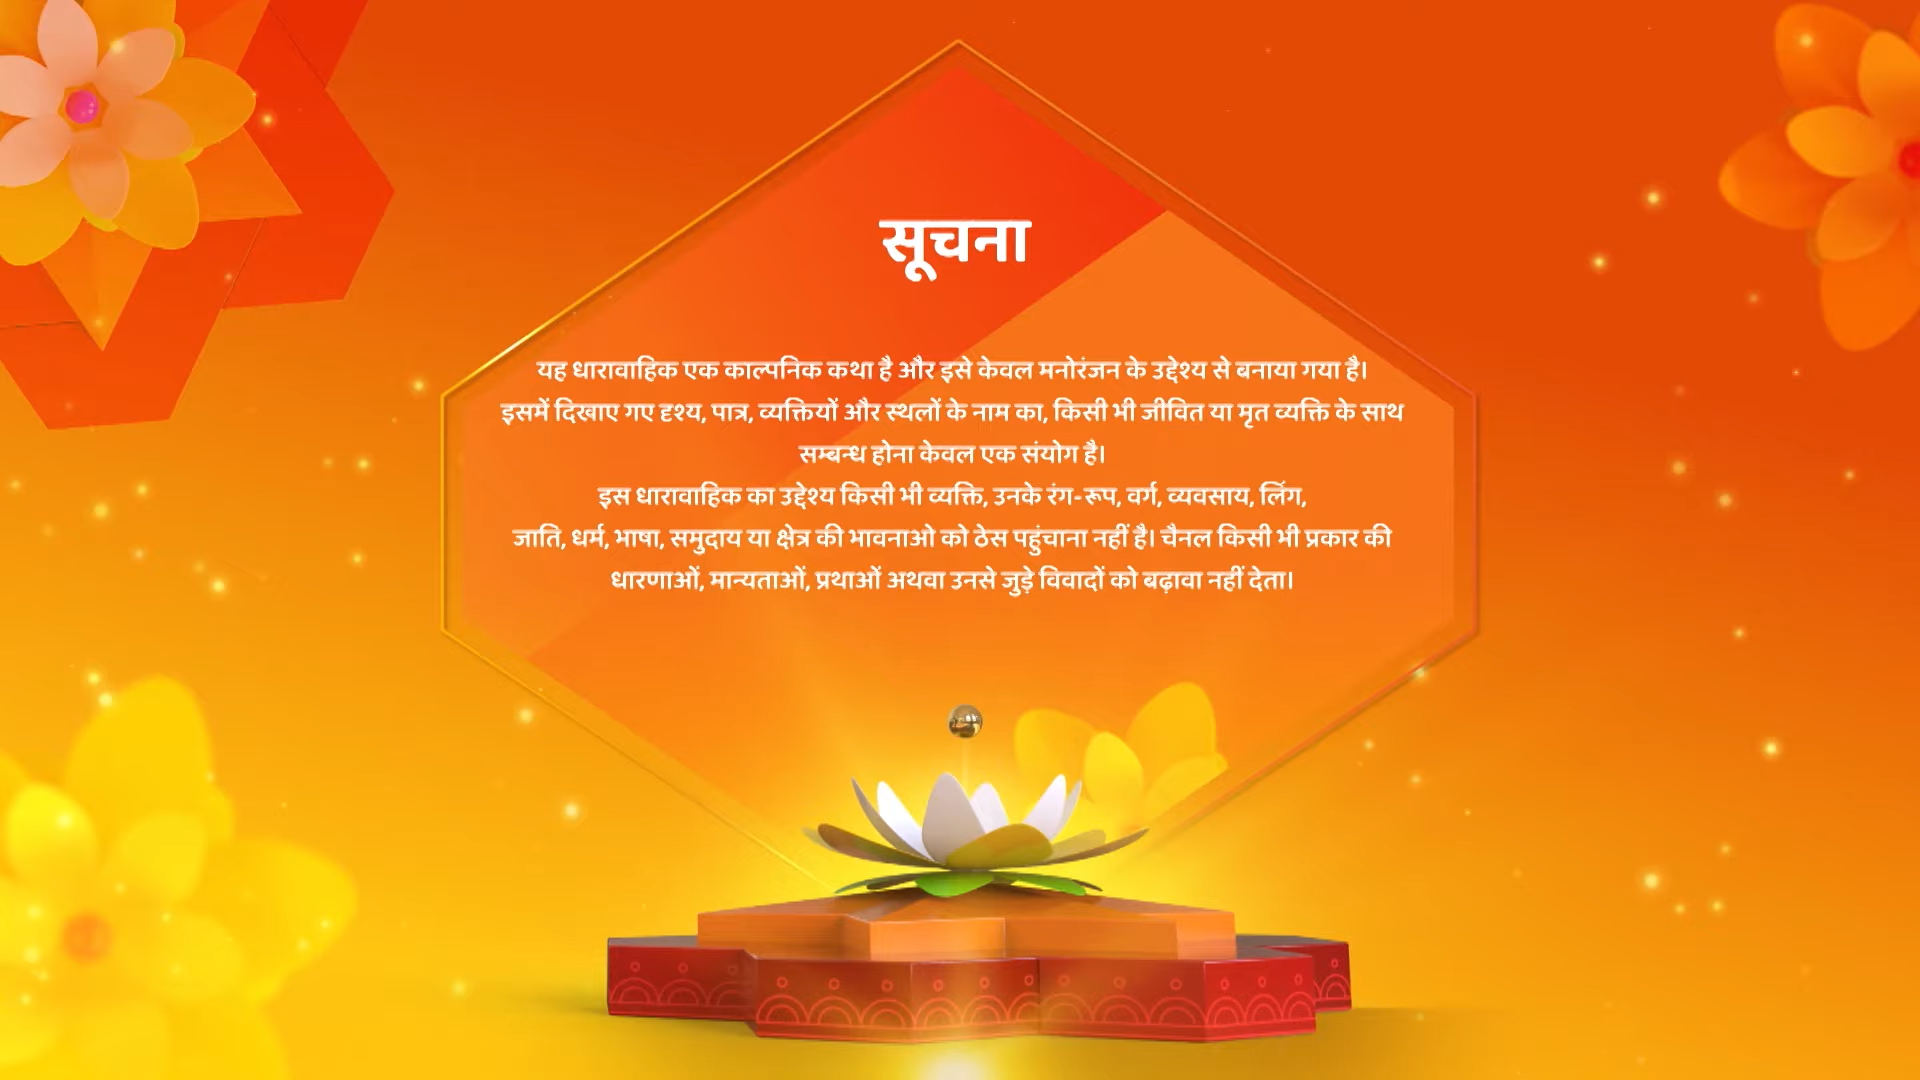 सूचना
यह धारावाहिक एक काल्पनिक कथा है और इसे केवल मनोरंजन के उद्देश्य से बनाया गया है।
इसमें दिखाए गए दृश्य, पात्र, व्यक्तियों और स्थलों के नाम का, किसी भी जीवित या मृत व्यक्ति के साथ
सम्बन्ध होना केवल एक संयोग है।
इस धारावाहिक का उद्देश्य किसी भी व्यक्ति, उनके रंग-रूप, वर्ग, व्यवसाय, लिंग,
जाति, धर्म, भाषा, समुदाय या क्षेत्र की भावनाओ को ठेस पहुंचाना नहीं है। चैनल किसी भी प्रकार की
धारणाओं, मान्यताओं, प्रथाओं अथवा उनसे जुड़े विवादों को बढ़ावा नहीं देता।